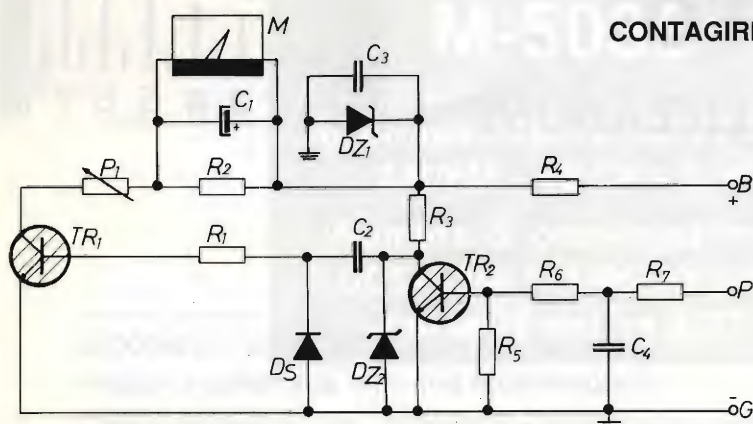 CONTAGIRI
M
C1
+
C3
DZ1
P1
R2
R4
B
+
R3
TR1
R1
C2
TR2
R6
R7
P
DS
DZ2
R5
C4
-
G